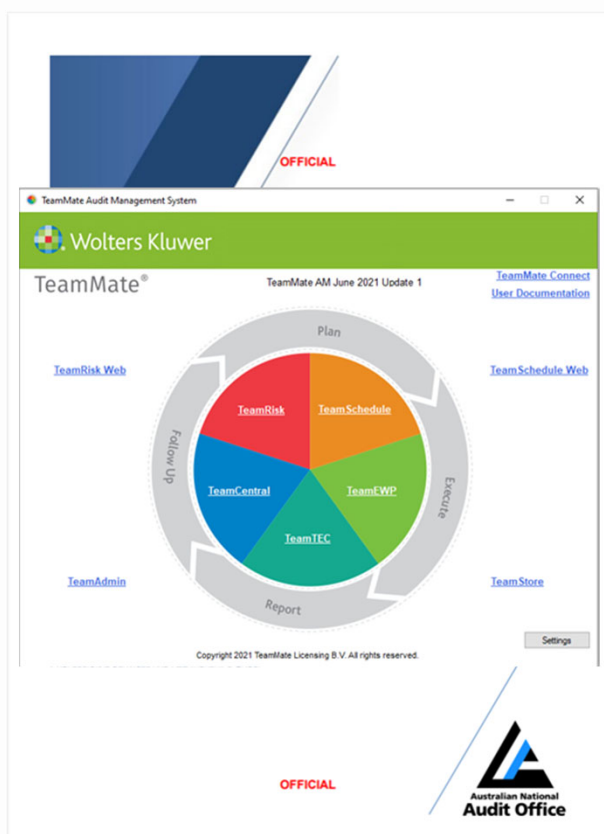 OFFICIAL
TeamMate Audit Management System
Wolters Kluwer
TeamMate®
TeamMate AM June 2021 Update 1
TeamMate Connect
User Documentation
Plan
TeamRisk Web
TeamSchedule Web
TeamRisk
TeamSchedule
Follow Up
Execute
TeamCentral
TeamEWP
TeamTEC
TeamAdmin
TeamStore
Report
Settings
Copyright 2021 TeamMate Licensing B.V. All rights reserved.
OFFICIAL
Australian National
Audit Office